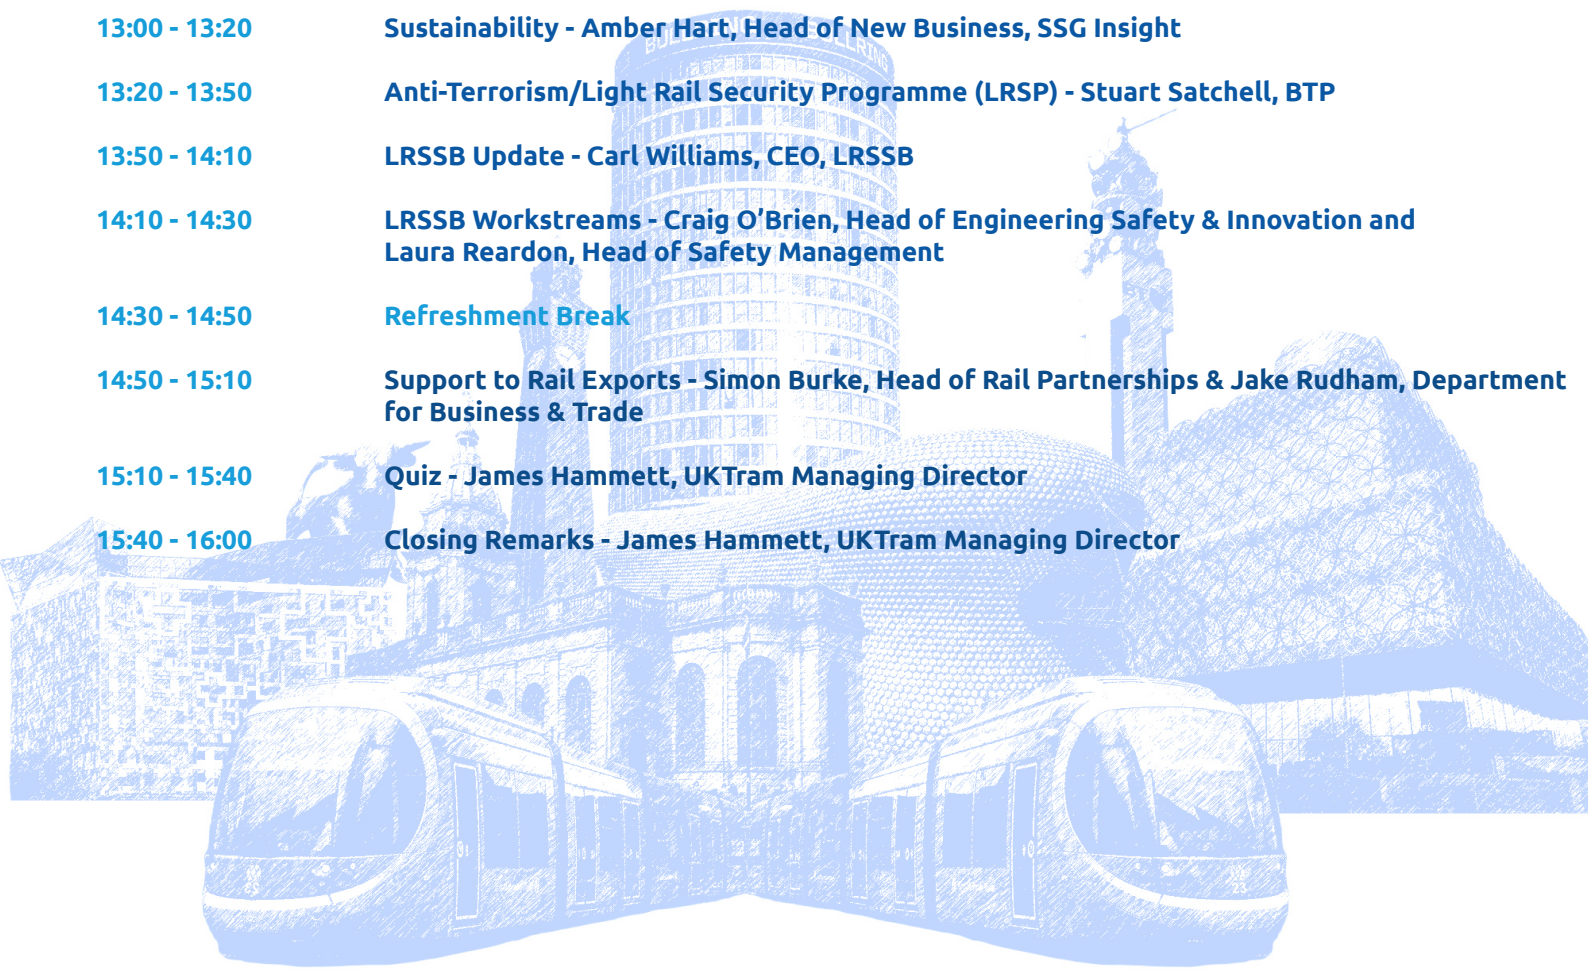 13:00 - 13:20 Sustainability - Amber Hart, Head of New Business, SSG Insight
13:20 - 13:50 Anti-Terrorism/Light Rail Security Programme (LRSP) - Stuart Satchell, BTP
13:50 - 14:10 LRSSB Update - Carl Williams, CEO, LRSSB
14:10 - 14:30 LRSSB Workstreams - Craig O’Brien, Head of Engineering Safety & Innovation and
Laura Reardon, Head of Safety Management
14:30 - 14:50 Refreshment Break
14:50 - 15:10 Support to Rail Exports - Simon Burke, Head of Rail Partnerships & Jake Rudham, Department
for Business & Trade
15:10 - 15:40 Quiz - James Hammett, UKTram Managing Director
15:40 - 16:00 Closing Remarks - James Hammett, UKTram Managing Director
23